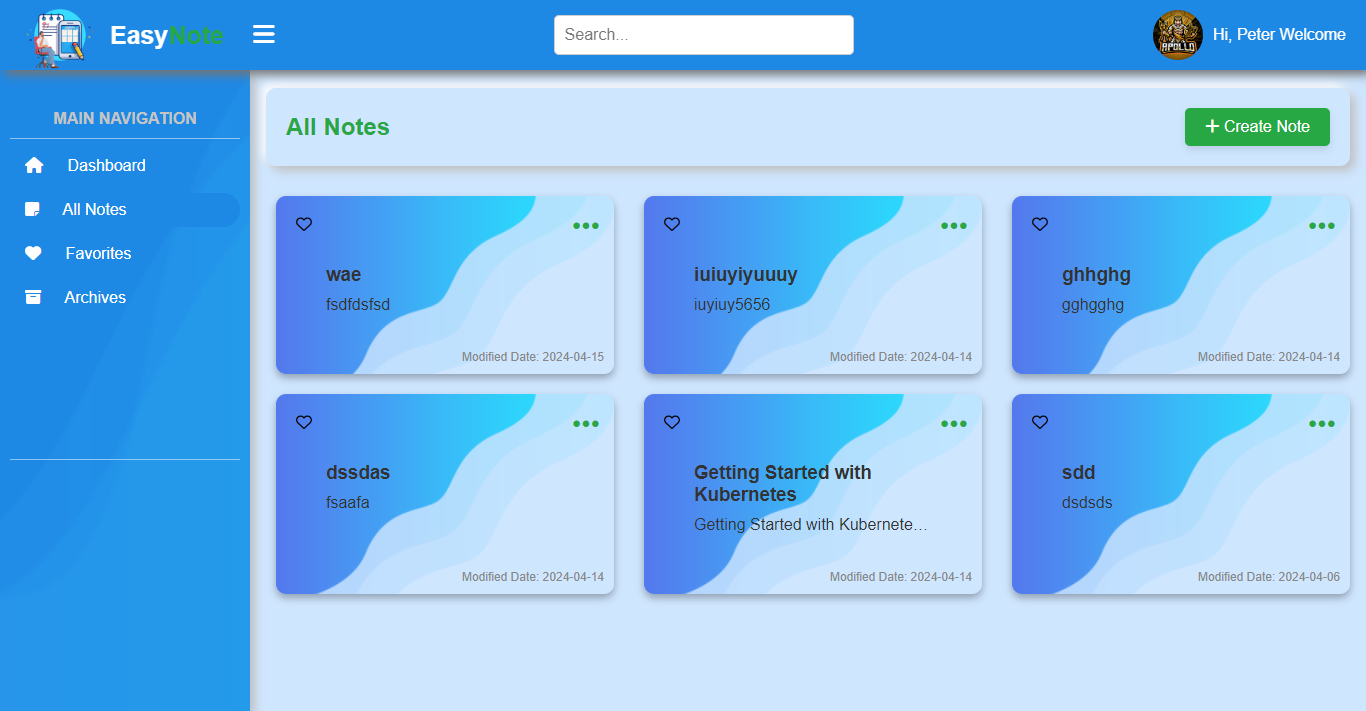 EasyNote
Search...
APOLLO
Hi, Peter Welcome
MAIN NAVIGATION
Dashboard
All Notes
Favorites
Archives
All Notes
+ Create Note
wae
fsdfdsfsd
Modified Date: 2024-04-15
iuiuyiyuuuy
iuyiuy5656
Modified Date: 2024-04-14
ghhghg
gghgghg
Modified Date: 2024-04-14
dssdas
fsaafa
Modified Date: 2024-04-14
Getting Started with
Kubernetes
Getting Started with Kubernete…
Modified Date: 2024-04-14
sdd
dsdsds
Modified Date: 2024-04-06